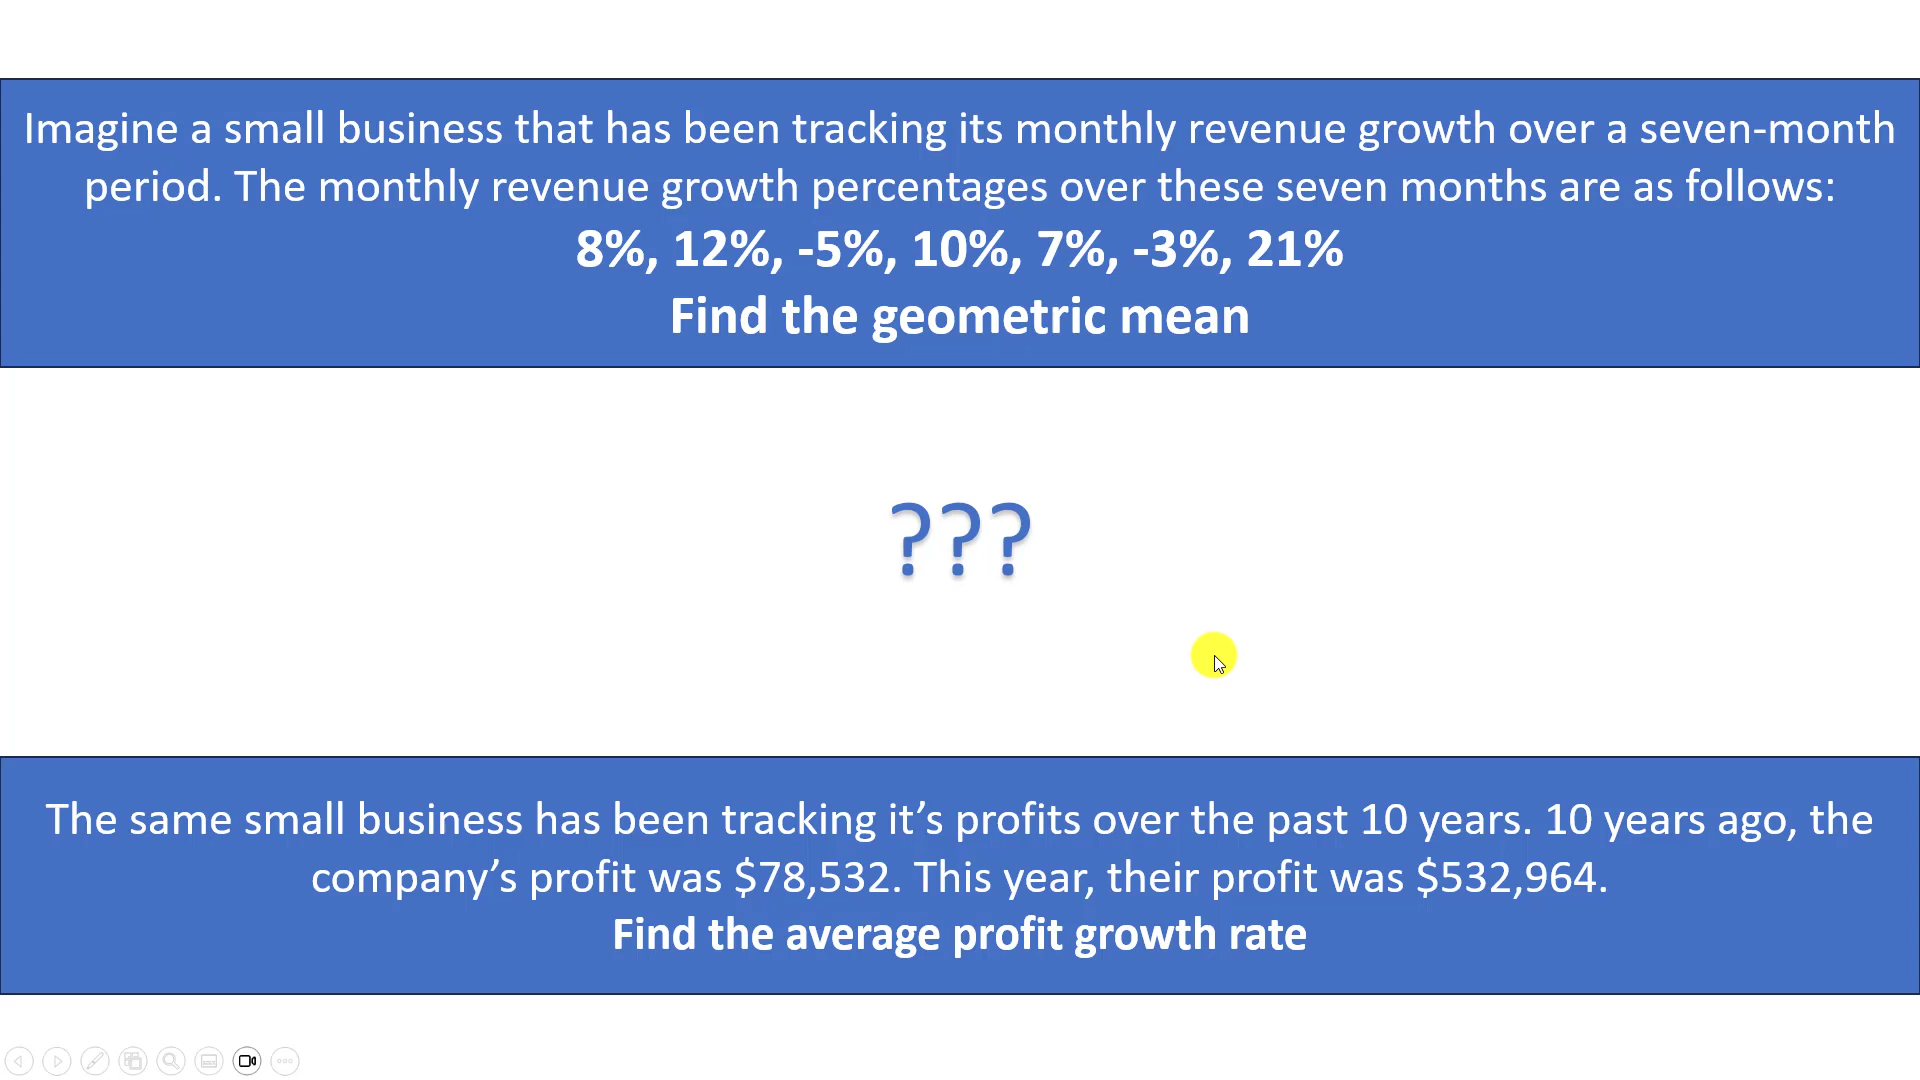 Imagine a small business that has been tracking its monthly revenue growth over a seven-month
period. The monthly revenue growth percentages over these seven months are as follows:
8%, 12%, -5%, 10%, 7%, -3%, 21%
Find the geometric mean
???
The same small business has been tracking it’s profits over the past 10 years. 10 years ago, the
company’s profit was $78,532. This year, their profit was $532,964.
Find the average profit growth rate